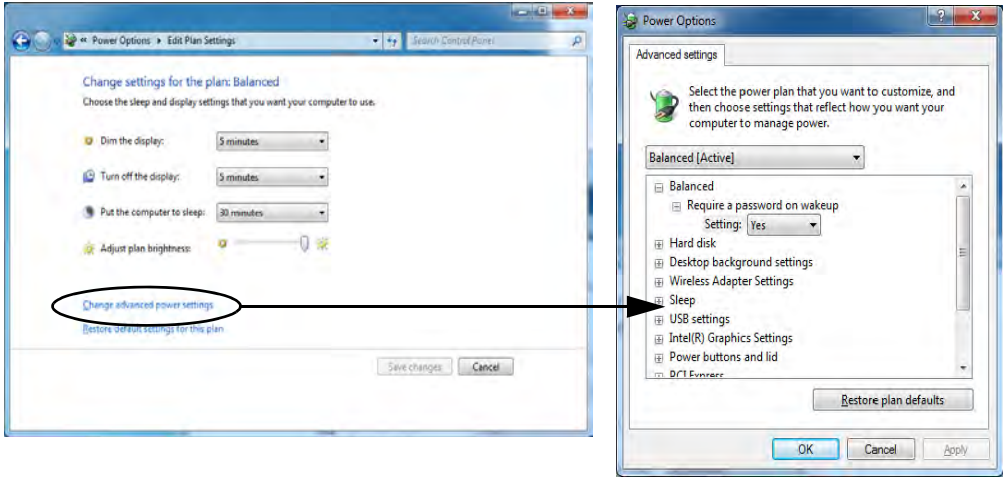 Power Options ▸ Edit Plan Settings
Search Control Panel
Change settings for the plan: Balanced
Choose the sleep and display settings that you want your computer to use.
Dim the display: 5 minutes
Turn off the display: 5 minutes
Put the computer to sleep: 30 minutes
Adjust plan brightness:
Change advanced power settings
Restore default settings for this plan
Save changes Cancel
Power Options
Advanced settings
Select the power plan that you want to customize, and
then choose settings that reflect how you want your
computer to manage power.
Balanced [Active]
Balanced
Require a password on wakeup
Setting: Yes
Hard disk
Desktop background settings
Wireless Adapter Settings
Sleep
USB settings
Intel(R) Graphics Settings
Power buttons and lid
PCI Express
Restore plan defaults
OK Cancel Apply